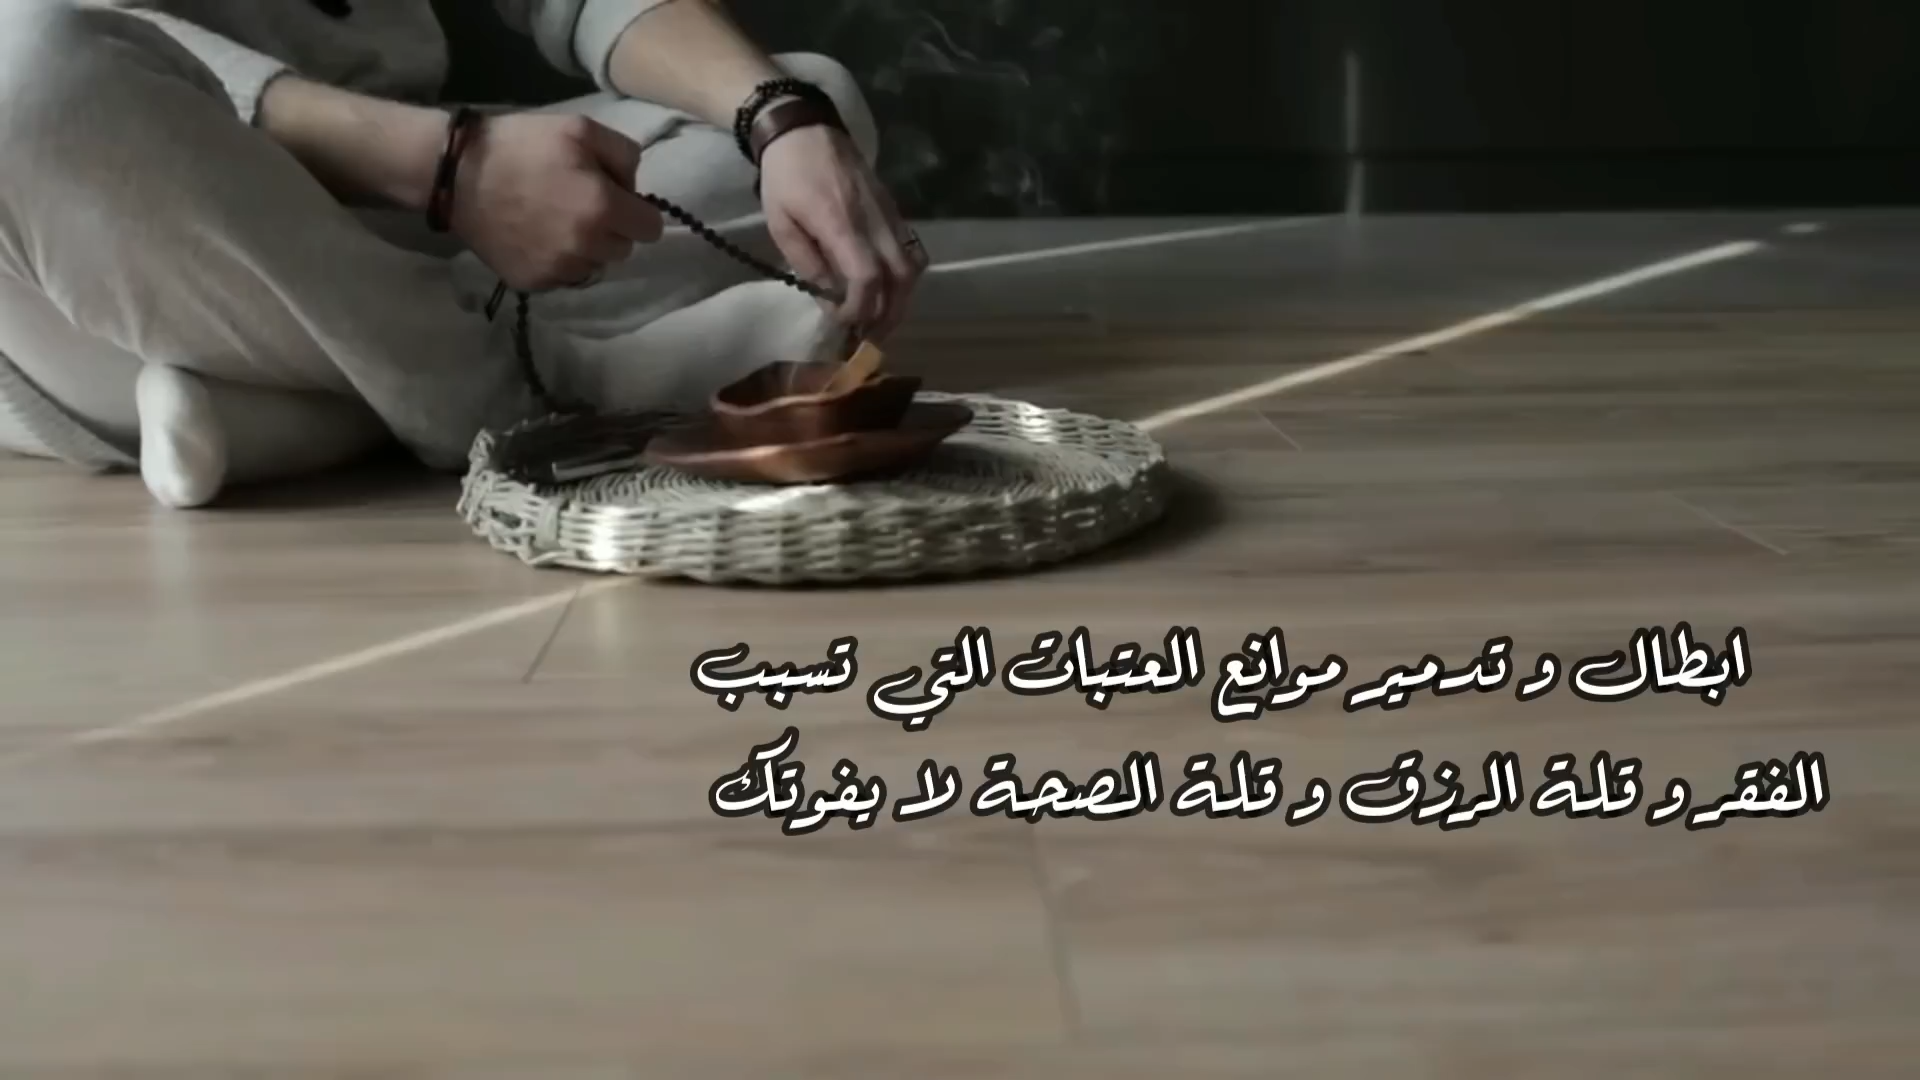 ابطال و تدمير موانع العتبات التي تسبب
الفقر و قلة الرزق و قلة الصحة لا يفوتك